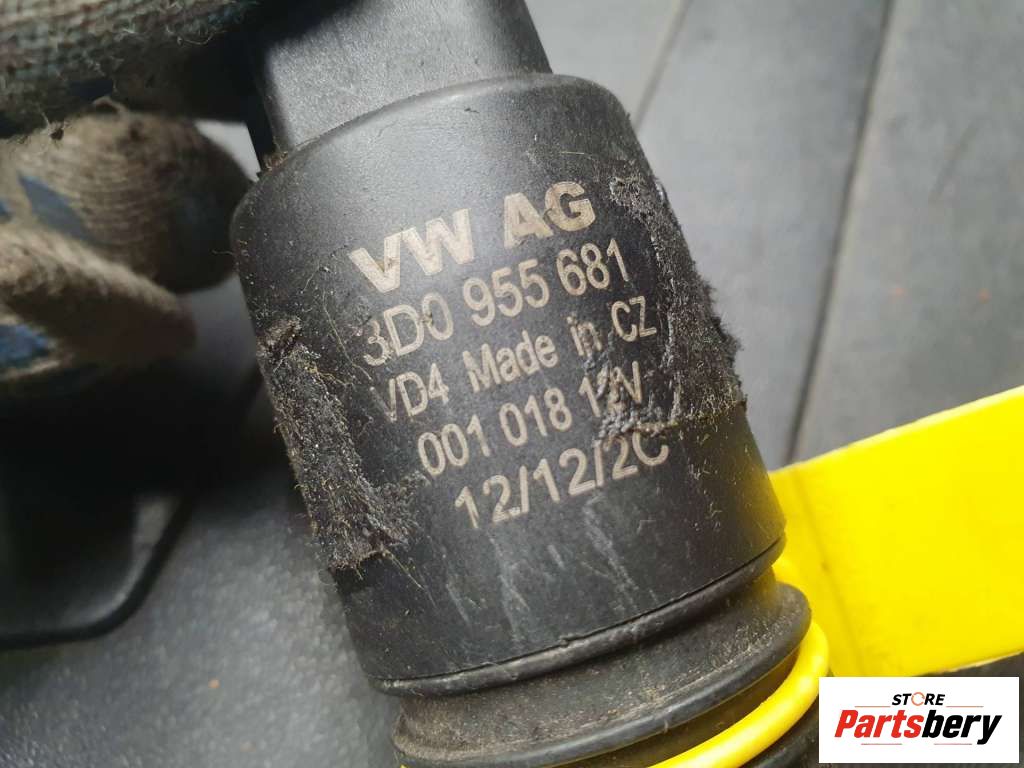 VW AG
3D0 955 681
VD4 Made in CZ
001 018 12V
12/12/2C
STORE
Partsbery